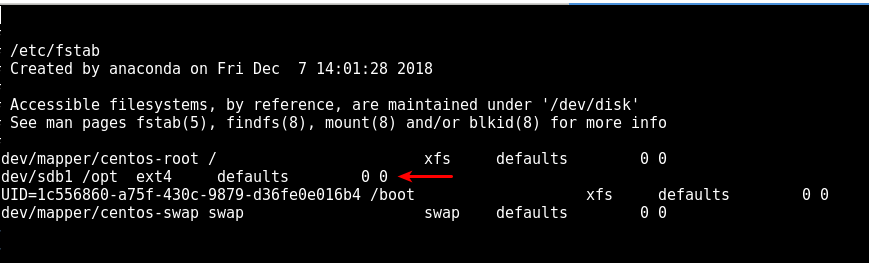 /etc/fstab
Created by anaconda on Fri Dec  7 14:01:28 2018
Accessible filesystems, by reference, are maintained under '/dev/disk'
See man pages fstab(5), findfs(8), mount(8) and/or blkid(8) for more info
dev/mapper/centos-root /                       xfs     defaults        0 0
dev/sdb1 /opt  ext4     defaults        0 0
UID=1c556860-a75f-430c-9879-d36fe0e016b4 /boot                   xfs     defaults        0 0
dev/mapper/centos-swap swap                    swap    defaults        0 0